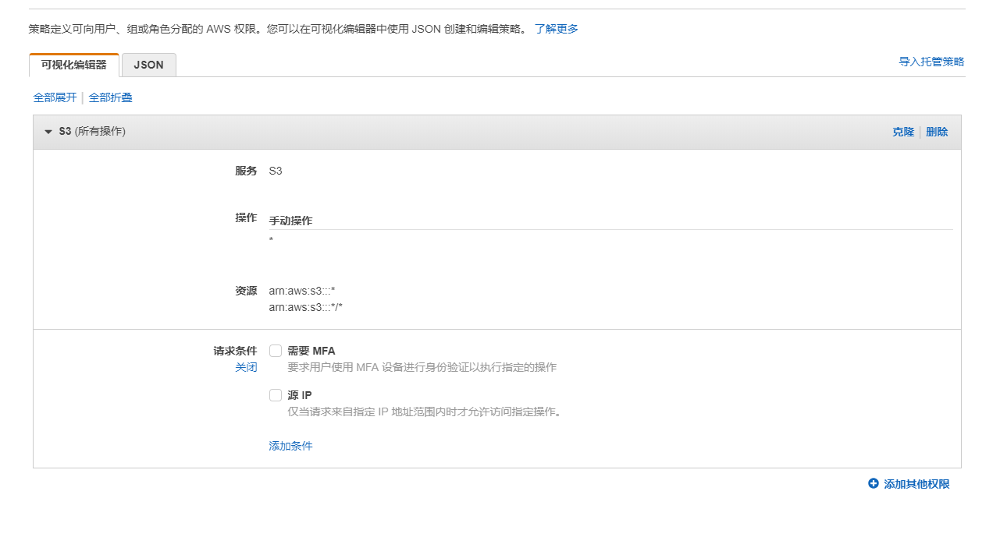 策略定义可向用户、组或角色分配的 AWS 权限。您可以在可视化编辑器中使用 JSON 创建和编辑策略。 了解更多
可视化编辑器 JSON 导入托管策略
全部展开 | 全部折叠
S3 (所有操作) 克隆 | 删除
服务 S3
操作 手动操作
*
资源 arn:aws:s3:::*
arn:aws:s3:::*/*
请求条件 需要 MFA
关闭 要求用户使用 MFA 设备进行身份验证以执行指定的操作
源 IP
仅当请求来自指定 IP 地址范围内时才允许访问指定操作。
添加条件
添加其他权限